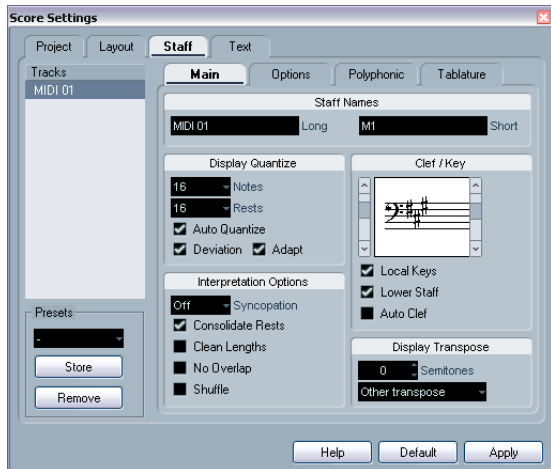 Score Settings
Project Layout Staff Text
Tracks
MIDI 01
Main Options Polyphonic Tablature
Staff Names
MIDI 01 Long M1 Short
Display Quantize
16 Notes
16 Rests
Auto Quantize
Deviation Adapt
Clef / Key
Local Keys
Lower Staff
Auto Clef
Interpretation Options
Off Syncopation
Consolidate Rests
Clean Lengths
No Overlap
Shuffle
Display Transpose
0 Semitones
Other transpose
Presets
-
Store
Remove
Help Default Apply